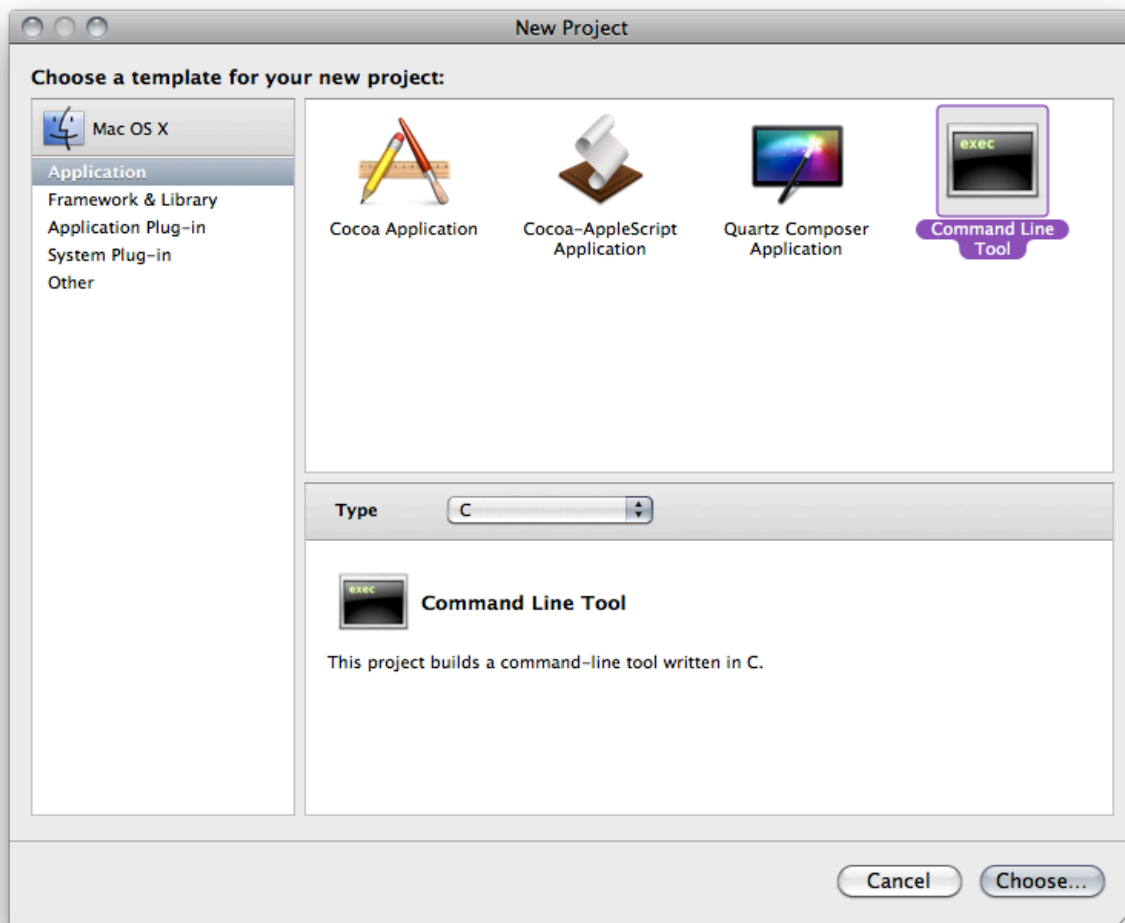 New Project
Choose a template for your new project:
Mac OS X
Application
Framework & Library
Application Plug-in
System Plug-in
Other
Cocoa Application
Cocoa-AppleScript
Application
Quartz Composer
Application
exec
Command Line
Tool
Type
C
exec
Command Line Tool
This project builds a command-line tool written in C.
Cancel
Choose...